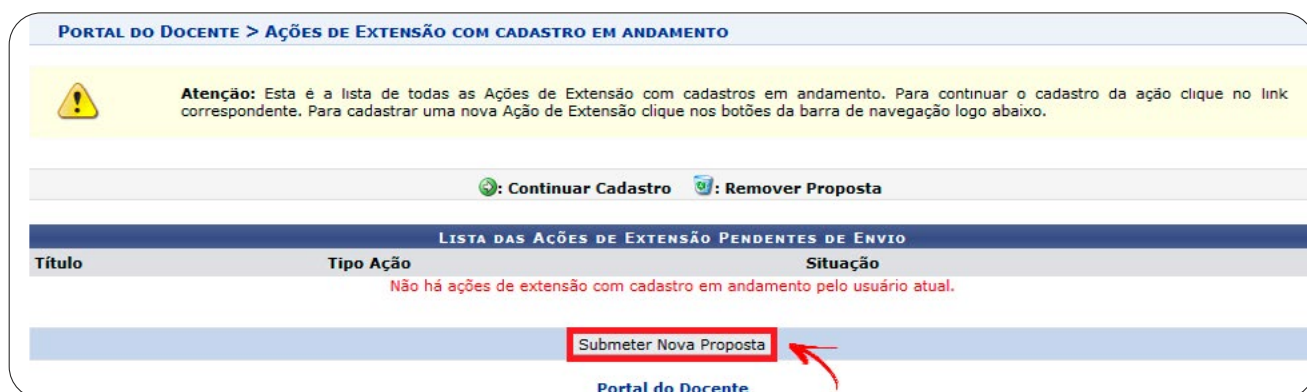 PORTAL DO DOCENTE > AÇÕES DE EXTENSÃO COM CADASTRO EM ANDAMENTO
Atenção: Esta é a lista de todas as Ações de Extensão com cadastros em andamento. Para continuar o cadastro da ação clique no link
correspondente. Para cadastrar uma nova Ação de Extensão clique nos botões da barra de navegação logo abaixo.
: Continuar Cadastro : Remover Proposta
LISTA DAS AÇÕES DE EXTENSÃO PENDENTES DE ENVIO
Título Tipo Ação Situação
Não há ações de extensão com cadastro em andamento pelo usuário atual.
Submeter Nova Proposta
Portal do Docente